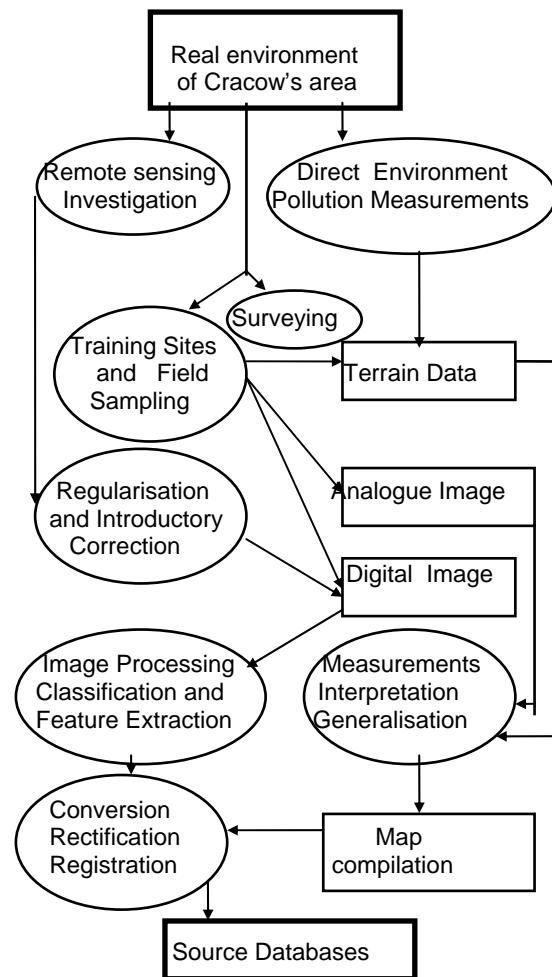 Real environment
of Cracow's area
Remote sensing
Investigation
Direct Environment
Pollution Measurements
Surveying
Training Sites
and Field
Sampling
Terrain Data
Regularisation
and Introductory
Correction
Analogue Image
Digital Image
Image Processing
Classification and
Feature Extraction
Measurements
Interpretation
Generalisation
Conversion
Rectification
Registration
Map
compilation
Source Databases